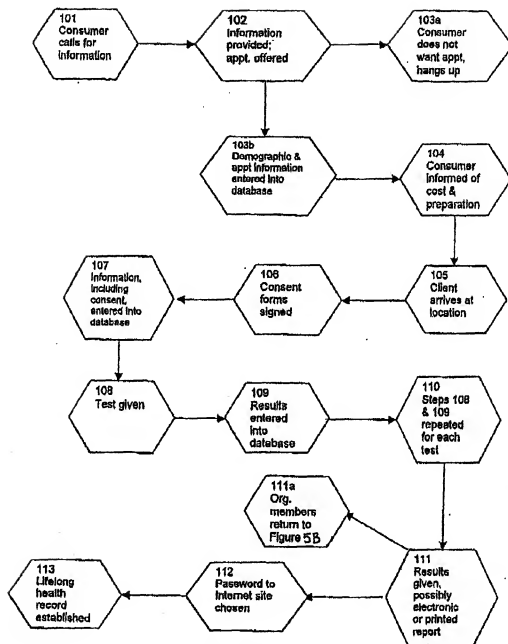 101
Consumer
calls for
information
102
Information
provided;
appt. offered
103a
Consumer
does not
want appt,
hangs up
103b
Demographic &
appt information
entered into
database
104
Consumer
informed of
cost &
preparation
107
Information,
including
consent,
entered into
database
106
Consent
forms
signed
105
Client
arrives at
location
108
Test given
109
Results
entered
into
database
110
Steps 108
& 109
repeated
for each
test
111a
Org.
members
return to
Figure 5B
113
Lifelong
health
record
established
112
Password to
Internet site
chosen
111
Results
given,
possibly
electronic
or printed
report